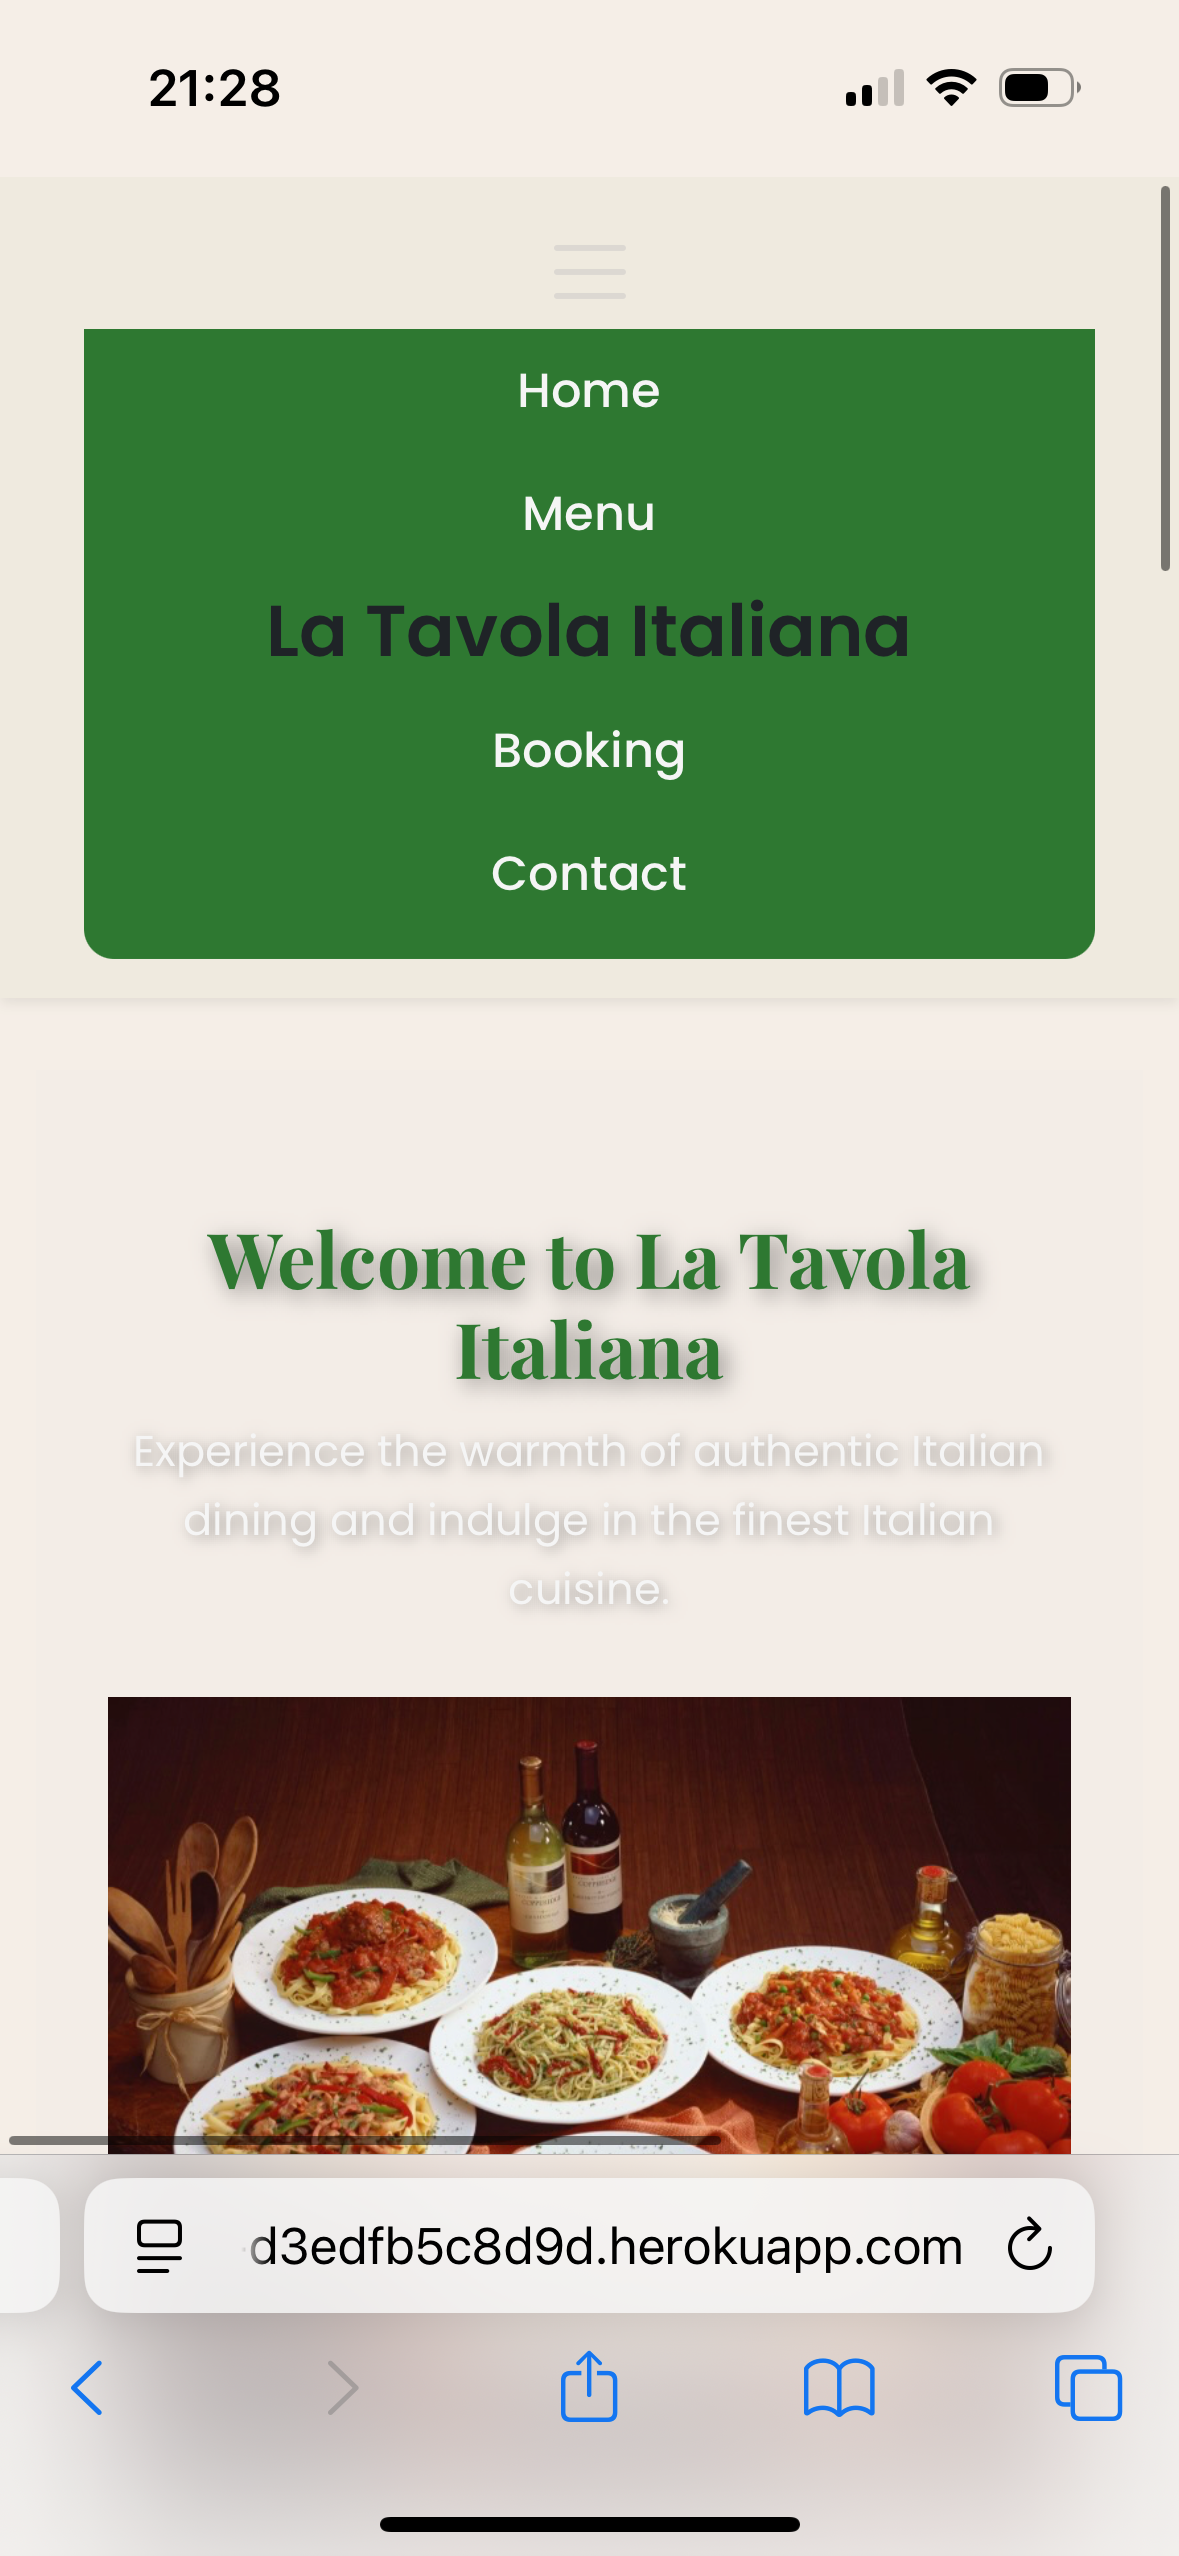 21:28
Home
Menu
La Tavola Italiana
Booking
Contact
Welcome to La Tavola
Italiana
Experience the warmth of authentic Italian
dining and indulge in the finest Italian
cuisine.
d3edfb5c8d9d.herokuapp.com